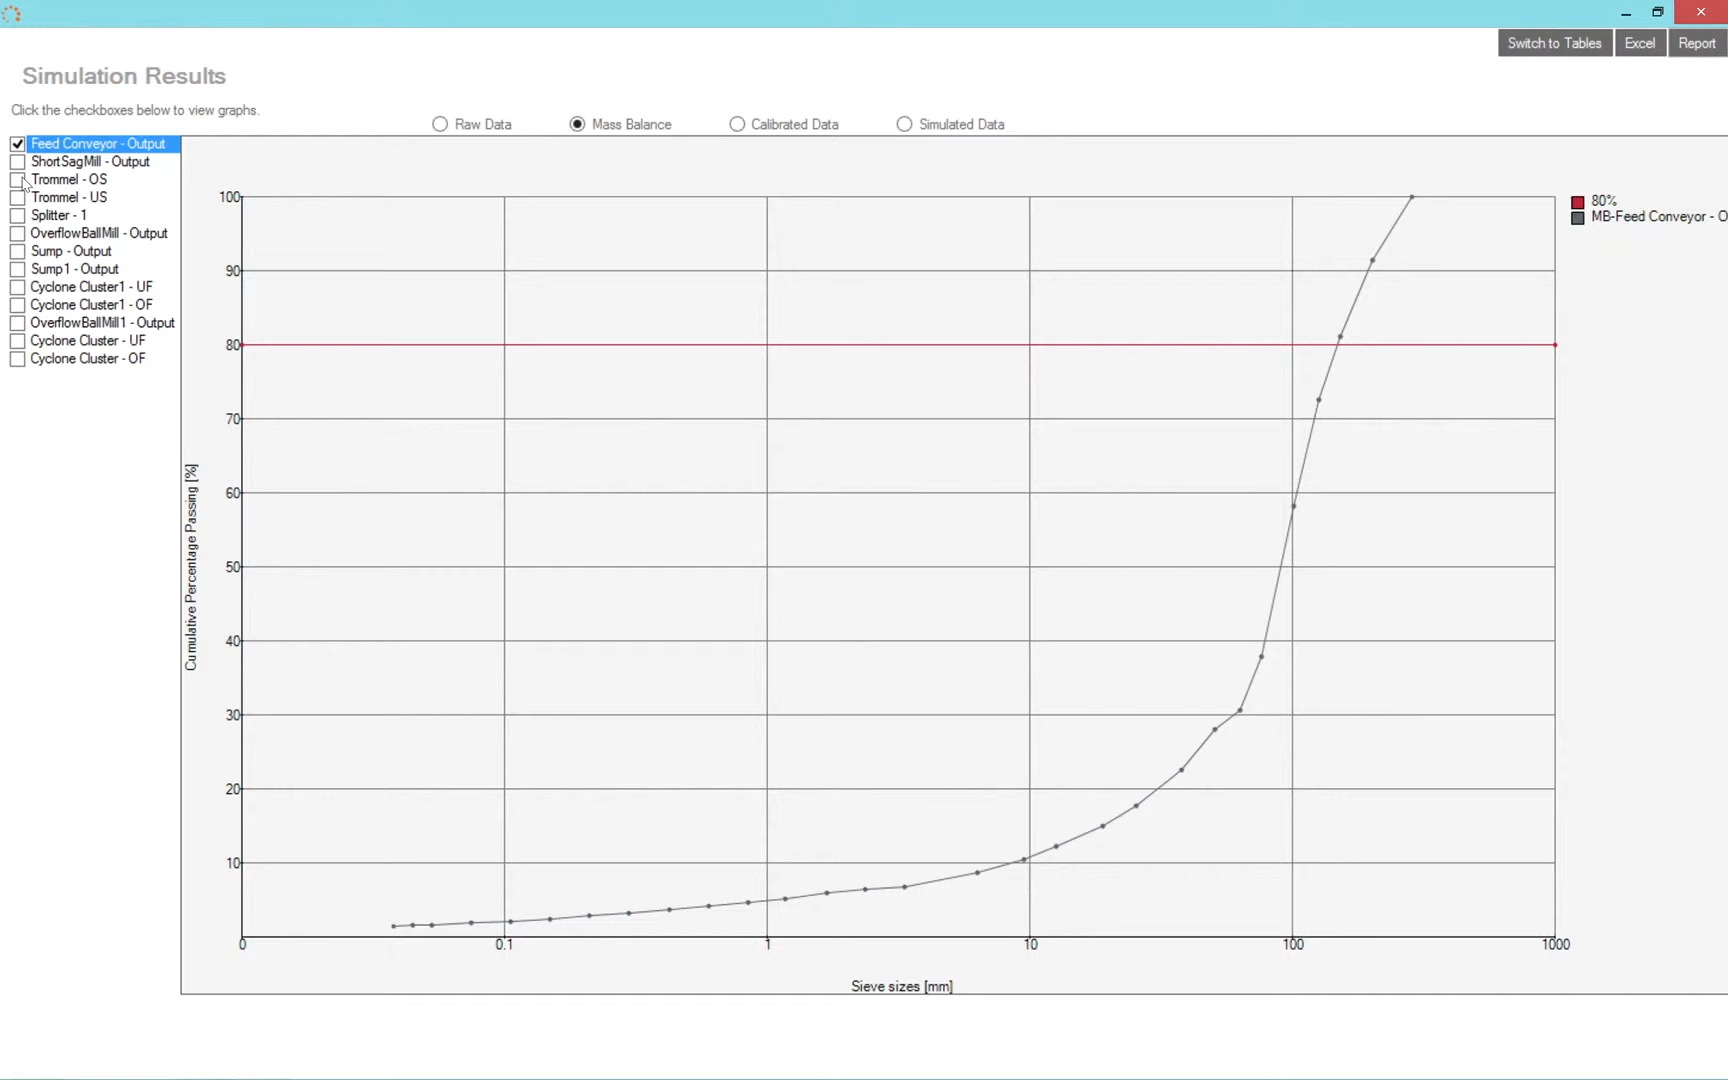 Switch to Tables
Excel
Report
Simulation Results
Click the checkboxes below to view graphs.
Raw Data
Mass Balance
Calibrated Data
Simulated Data
Feed Conveyor - Output
ShortSagMill - Output
Trommel - OS
Trommel - US
Splitter - 1
OverflowBallMill - Output
Sump - Output
Sump1 - Output
Cyclone Cluster1 - UF
Cyclone Cluster1 - OF
OverflowBallMill1 - Output
Cyclone Cluster - UF
Cyclone Cluster - OF
Cumulative Percentage Passing [%]
100
90
80
70
60
50
40
30
20
10
0 0.1 1 10 100 1000
Sieve sizes [mm]
80%
MB-Feed Conveyor - O